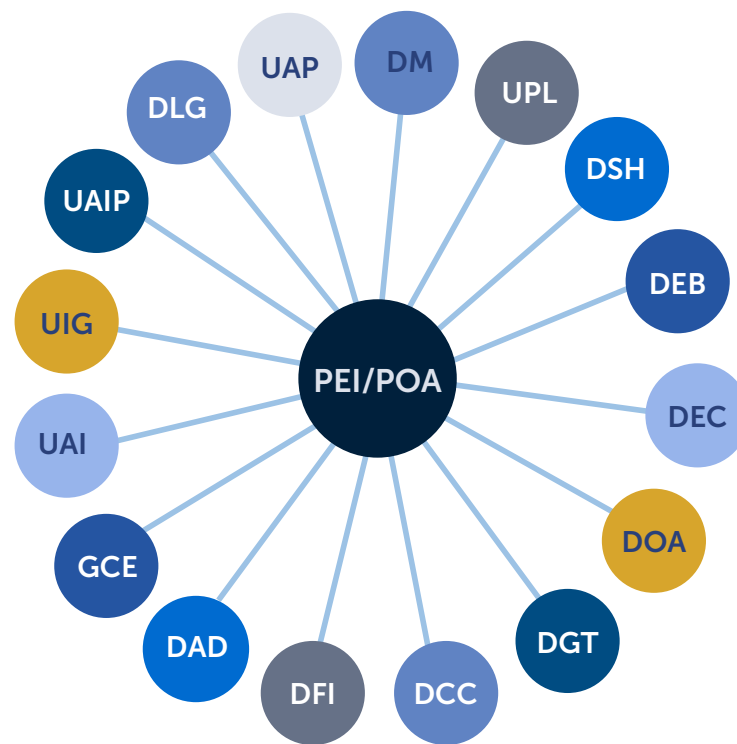 UAP
DM
UPL
DLG
DSH
UAIP
DEB
UIG
PEI/POA
DEC
UAI
DOA
GCE
DGT
DAD
DFI
DCC